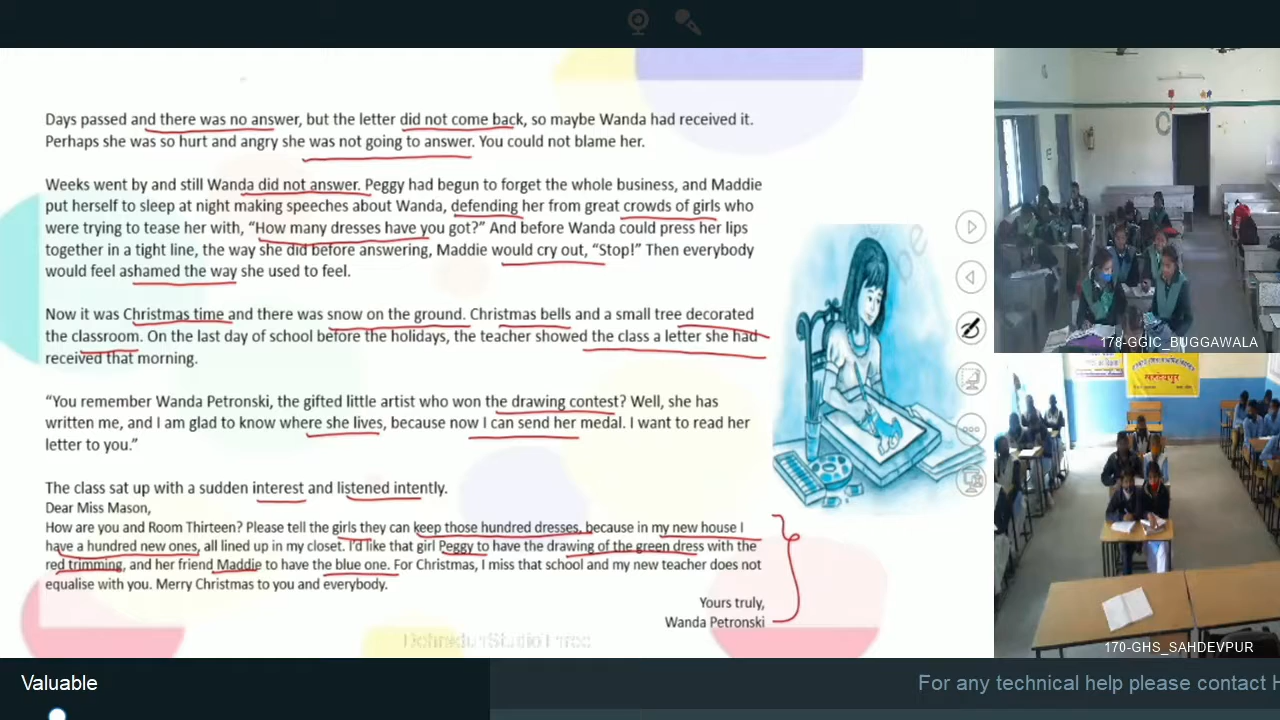 Days passed and there was no answer, but the letter did not come back, so maybe Wanda had received it.
Perhaps she was so hurt and angry she was not going to answer. You could not blame her.
Weeks went by and still Wanda did not answer. Peggy had begun to forget the whole business, and Maddie
put herself to sleep at night making speeches about Wanda, defending her from great crowds of girls who
were trying to tease her with, “How many dresses have you got?” And before Wanda could press her lips
together in a tight line, the way she did before answering, Maddie would cry out, “Stop!” Then everybody
would feel ashamed the way she used to feel.
Now it was Christmas time and there was snow on the ground. Christmas bells and a small tree decorated
the classroom. On the last day of school before the holidays, the teacher showed the class a letter she had
received that morning.
“You remember Wanda Petronski, the gifted little artist who won the drawing contest? Well, she has
written me, and I am glad to know where she lives, because now I can send her medal. I want to read her
letter to you.”
The class sat up with a sudden interest and listened intently.
Dear Miss Mason,
How are you and Room Thirteen? Please tell the girls they can keep those hundred dresses, because in my new house I
have a hundred new ones, all lined up in my closet. I’d like that girl Peggy to have the drawing of the green dress with the
red trimming, and her friend Maddie to have the blue one. For Christmas, I miss that school and my new teacher does not
equalise with you. Merry Christmas to you and everybody.
Yours truly,
Wanda Petronski
178-GGIC_BUGGAWALA
सहदेवपुर
170-GHS_SAHDEVPUR
Valuable
For any technical help please contact H